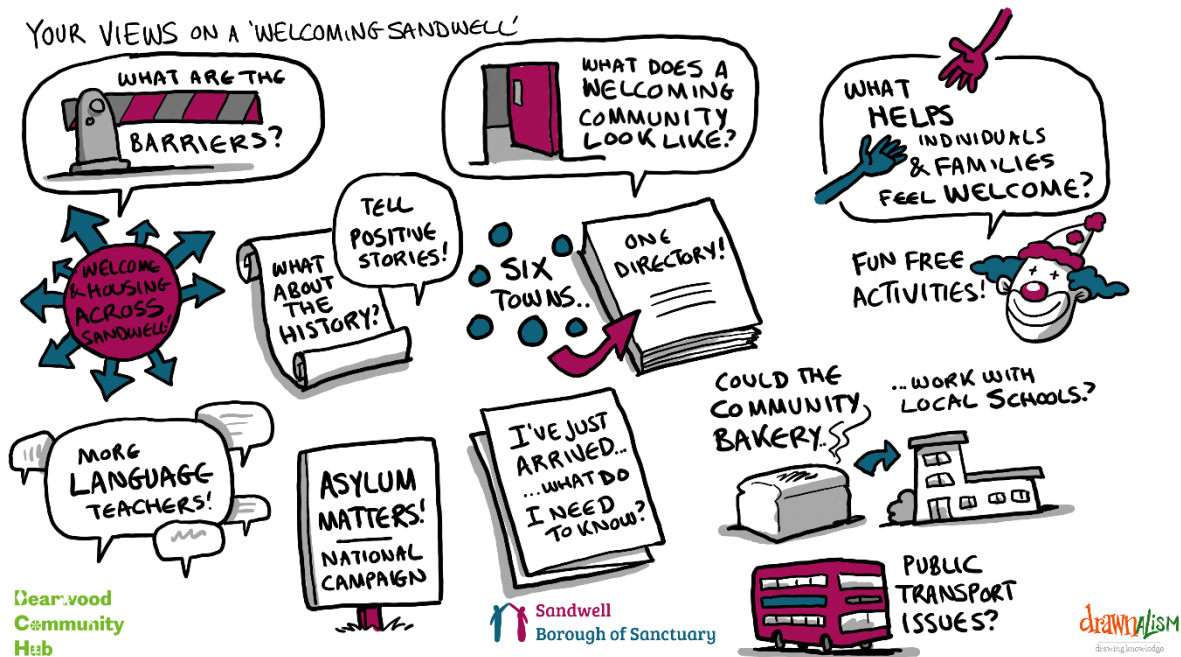 YOUR VIEWS ON A 'WELCOMING SANDWELL'
WHAT ARE THE
BARRIERS?
WHAT DOES A
WELCOMING
COMMUNITY
LOOK LIKE?
WHAT
HELPS
INDIVIDUALS
& FAMILIES
FEEL WELCOME?
WELCOME
& HOUSING
ACROSS
SANDWELL!
WHAT
ABOUT
THE
HISTORY?
TELL
POSITIVE
STORIES!
SIX
TOWNS..
ONE
DIRECTORY!
FUN FREE
ACTIVITIES!
MORE
LANGUAGE
TEACHERS!
ASYLUM
MATTERS!
NATIONAL
CAMPAIGN
I'VE JUST
ARRIVED...
...WHAT DO
I NEED
TO KNOW?
COULD THE
COMMUNITY
BAKERY..
...WORK WITH
LOCAL SCHOOLS?
PUBLIC
TRANSPORT
ISSUES?
Bearwood
Community
Hub
Sandwell
Borough of Sanctuary
drawnalism
drawing knowledge